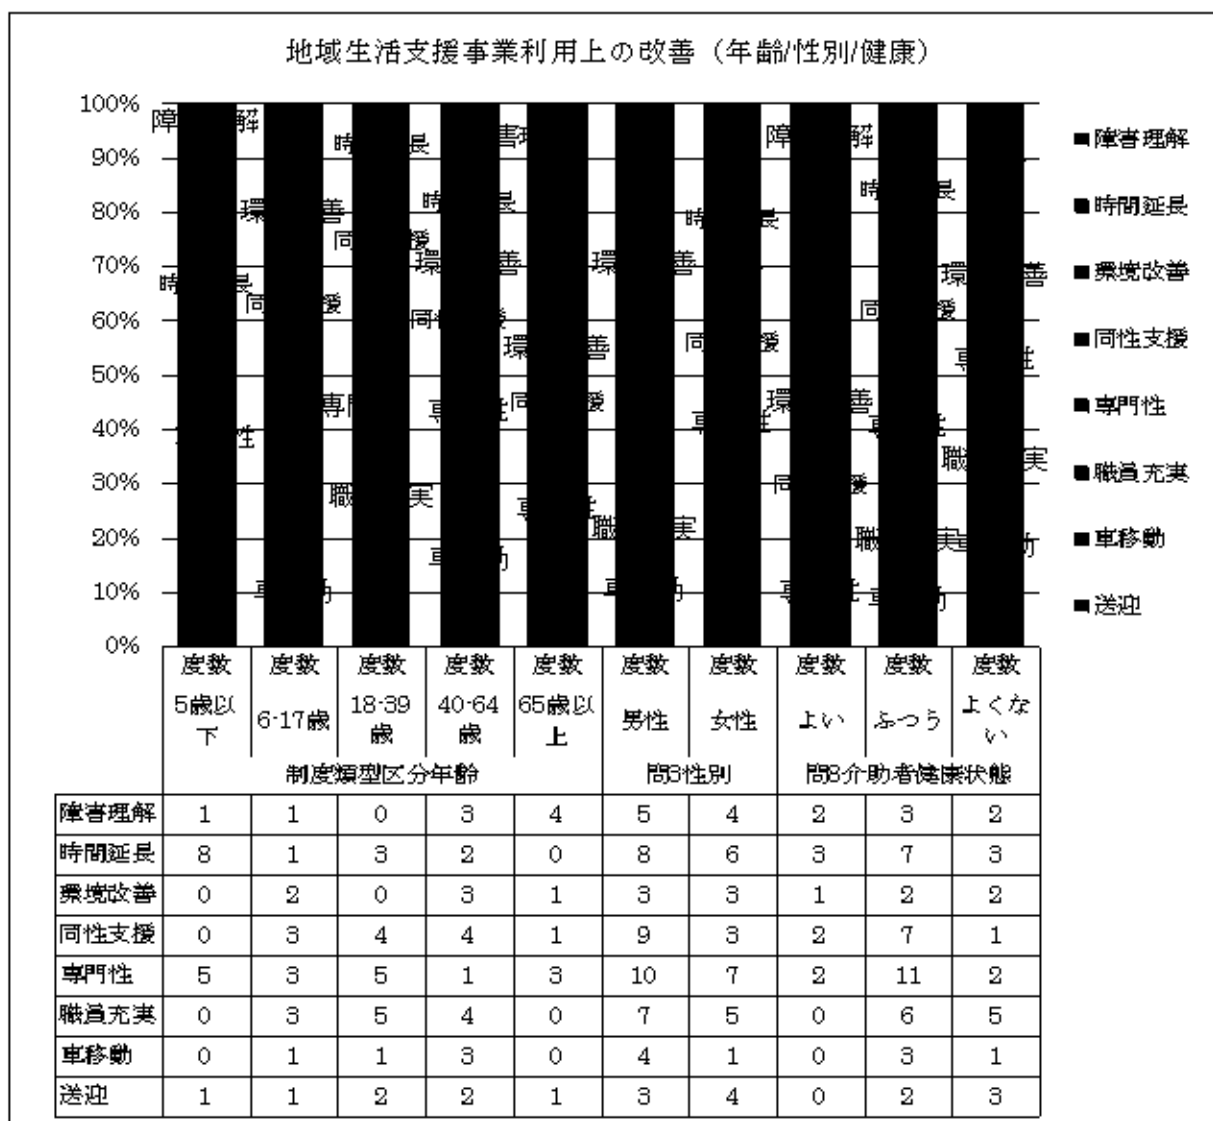 地域生活支援事業利用上の改善（年齢/性別/健康）
100%
90%
80%
70%
60%
50%
40%
30%
20%
10%
0%
障害理解
時間延長
環境改善
同性支援
専門性
職員充実
車移動
送迎
度数 度数 度数 度数 度数 度数 度数 度数 度数 度数
5歳以下 6-17歳 18-39歳 40-64歳 65歳以上 男性 女性 よい ふつう よくない
制度類型区分年齢 問3性別 問8介助者健康状態
障害理解 1 1 0 3 4 5 4 2 3 2
時間延長 8 1 3 2 0 8 6 3 7 3
環境改善 0 2 0 3 1 3 3 1 2 2
同性支援 0 3 4 4 1 9 3 2 7 1
専門性 5 3 5 1 3 10 7 2 11 2
職員充実 0 3 5 4 0 7 5 0 6 5
車移動 0 1 1 3 0 4 1 0 3 1
送迎 1 1 2 2 1 3 4 0 2 3